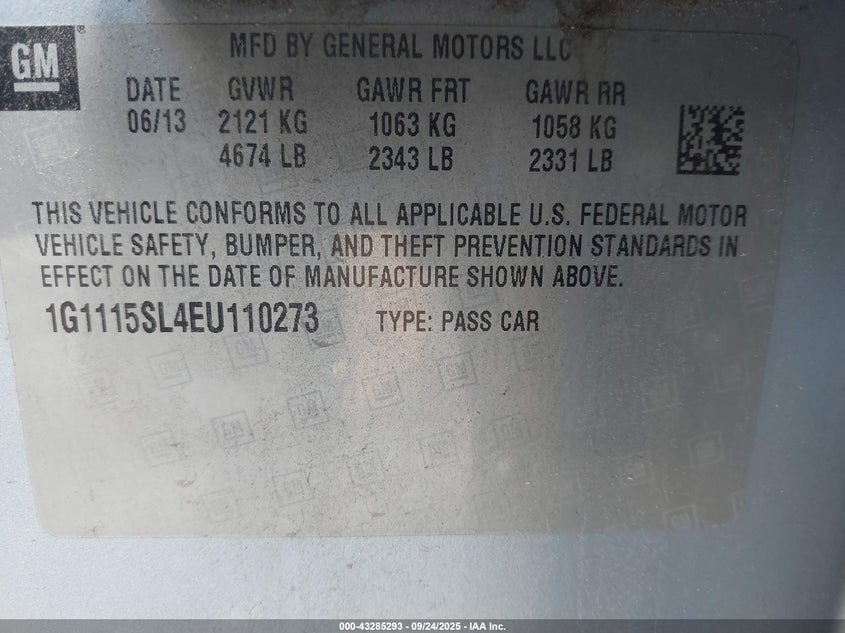 GM
MFD BY GENERAL MOTORS LLC
DATE GVWR GAWR FRT GAWR RR
06/13 2121 KG 1063 KG 1058 KG
4674 LB 2343 LB 2331 LB
THIS VEHICLE CONFORMS TO ALL APPLICABLE U.S. FEDERAL MOTOR
VEHICLE SAFETY, BUMPER, AND THEFT PREVENTION STANDARDS IN
EFFECT ON THE DATE OF MANUFACTURE SHOWN ABOVE.
1G1115SL4EU110273 TYPE: PASS CAR
000-43285293 - 09/24/2025 - IAA Inc.